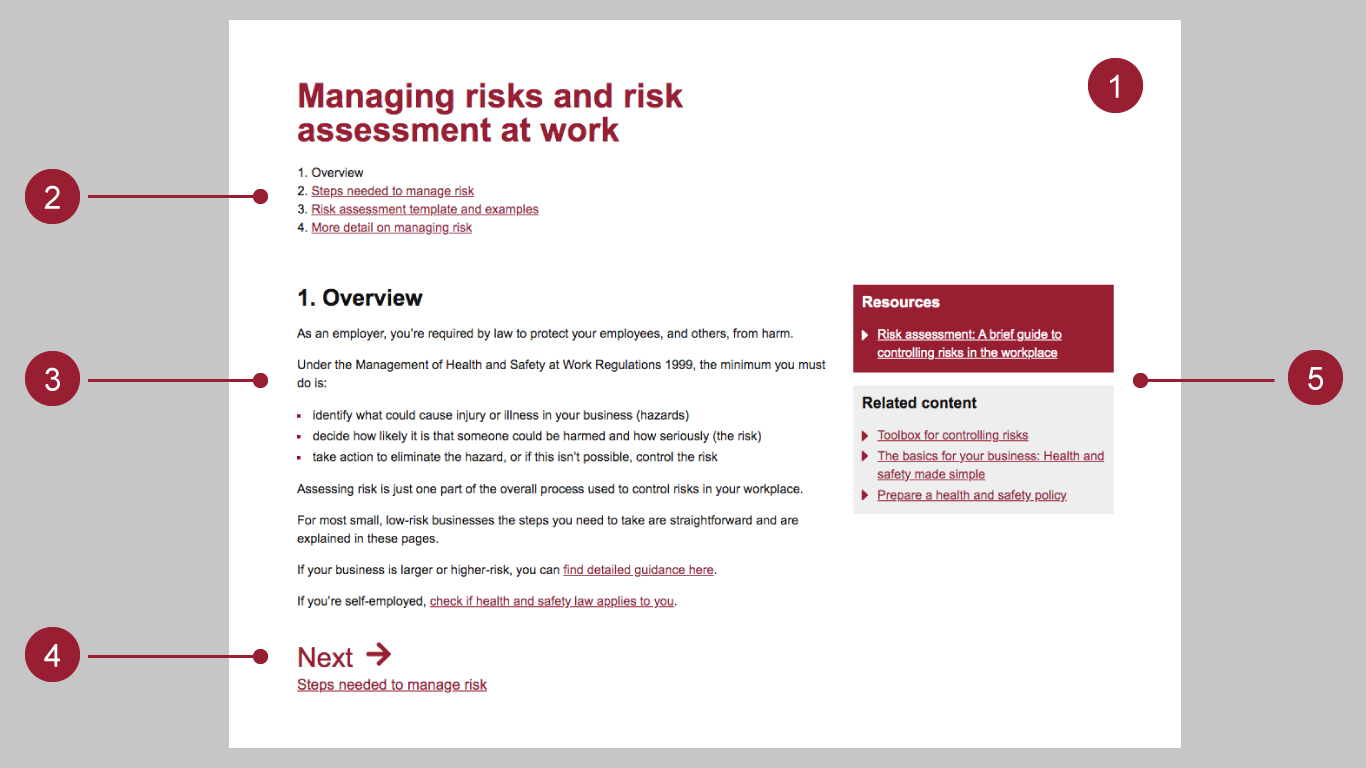 Managing risks and risk
assessment at work
1
2
1. Overview
2. Steps needed to manage risk
3. Risk assessment template and examples
4. More detail on managing risk
3
1. Overview
As an employer, you're required by law to protect your employees, and others, from harm.
Under the Management of Health and Safety at Work Regulations 1999, the minimum you must
do is:
identify what could cause injury or illness in your business (hazards)
decide how likely it is that someone could be harmed and how seriously (the risk)
take action to eliminate the hazard, or if this isn't possible, control the risk
Assessing risk is just one part of the overall process used to control risks in your workplace.
For most small, low-risk businesses the steps you need to take are straightforward and are
explained in these pages.
If your business is larger or higher-risk, you can find detailed guidance here.
If you're self-employed, check if health and safety law applies to you.
4
Next
Steps needed to manage risk
Resources
Risk assessment: A brief guide to
controlling risks in the workplace
Related content
Toolbox for controlling risks
The basics for your business: Health and
safety made simple
Prepare a health and safety policy
5